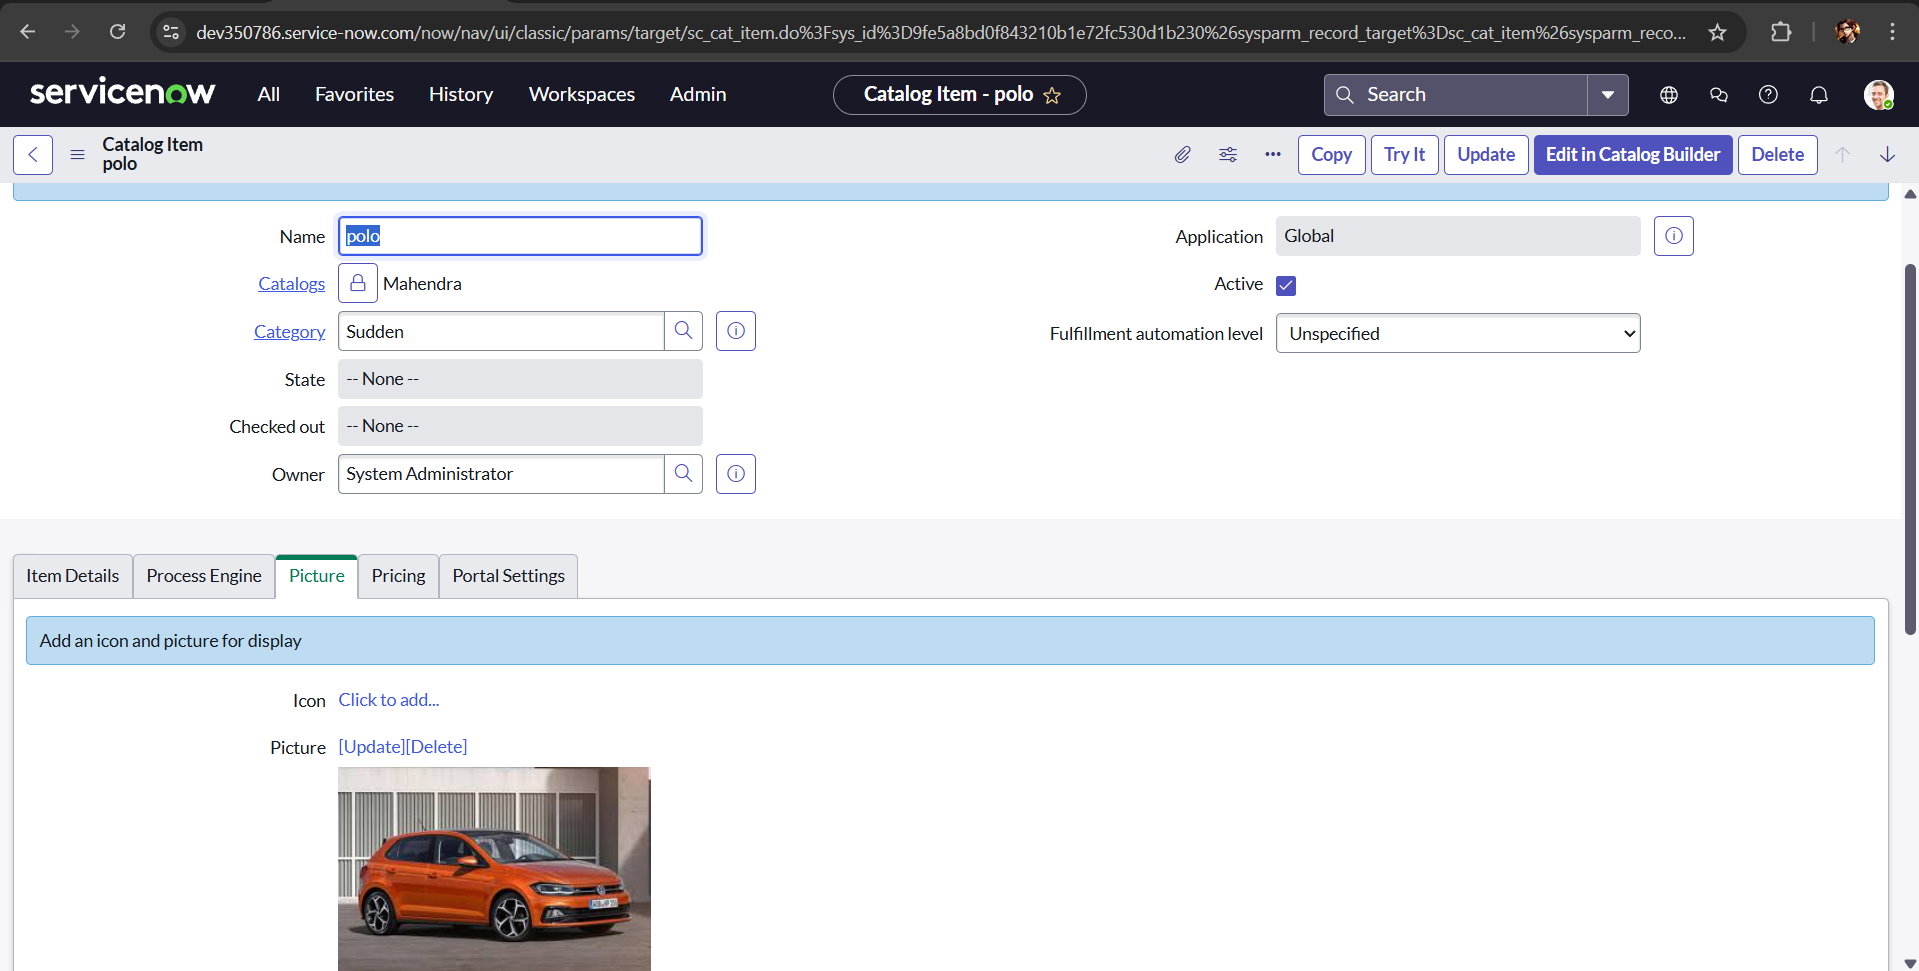 dev350786.service-now.com/now/nav/ui/classic/params/target/sc_cat_item.do%3Fsys_id%3D9fe5a8bd0f843210b1e72fc530d1b230%26sysparm_record_target%3Dsc_cat_item%26sysparm_reco...
servicenow All Favorites History Workspaces Admin Catalog Item - polo Search
Catalog Item
polo
Copy Try It Update Edit in Catalog Builder Delete
Name polo Application Global
Catalogs Mahendra Active
Category Sudden Fulfillment automation level Unspecified
State -- None --
Checked out -- None --
Owner System Administrator
Item Details Process Engine Picture Pricing Portal Settings
Add an icon and picture for display
Icon Click to add...
Picture [Update][Delete]